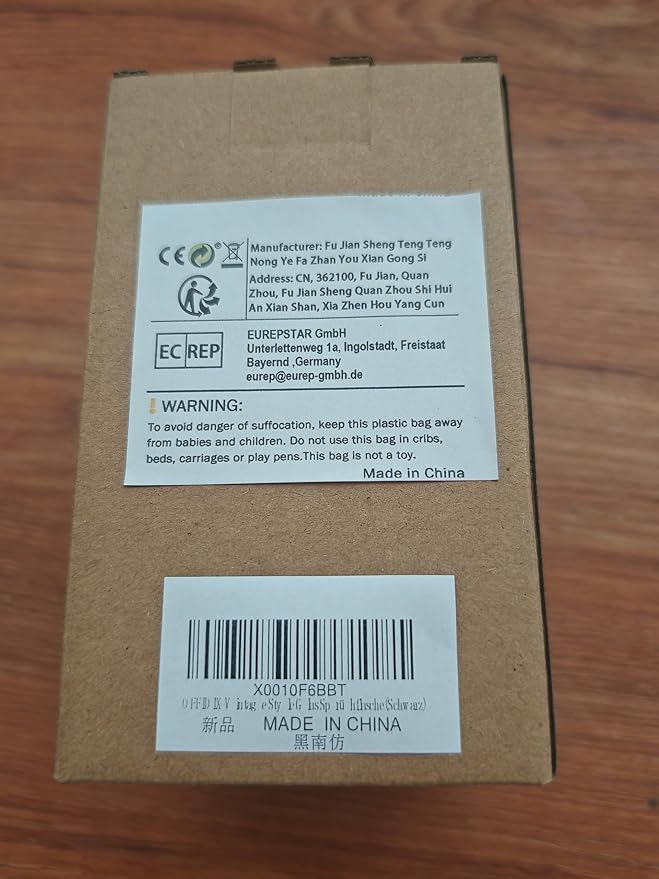 CE
Manufacturer: Fu Jian Sheng Teng Teng
Nong Ye Fa Zhan You Xian Gong Si
Address: CN, 362100, Fu Jian, Quan
Zhou, Fu Jian Sheng Quan Zhou Shi Hui
An Xian Shan, Xia Zhen Hou Yang Cun
EC REP
EUREPSTAR GmbH
Unterlettenweg 1a, Ingolstadt, Freistaat
Bayernd ,Germany
eurep@eurep-gmbh.de
! WARNING:
To avoid danger of suffocation, keep this plastic bag away
from babies and children. Do not use this bag in cribs,
beds, carriages or play pens.This bag is not a toy.
Made in China
X0010F6BBT
(Schwarz)
新品 MADE IN CHINA
黑南仿